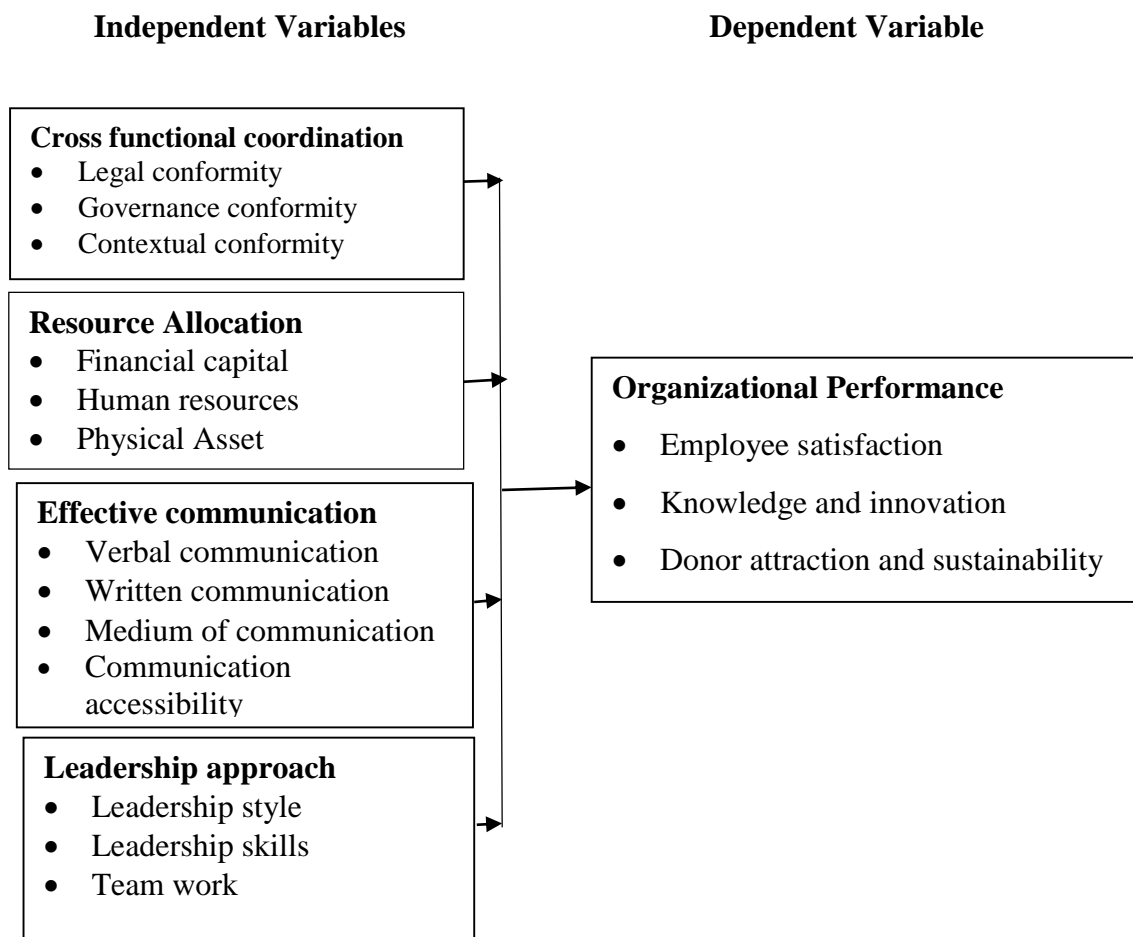 Independent Variables
Dependent Variable
Cross functional coordination
• Legal conformity
• Governance conformity
• Contextual conformity
Resource Allocation
• Financial capital
• Human resources
• Physical Asset
Effective communication
• Verbal communication
• Written communication
• Medium of communication
• Communication
accessibility
Leadership approach
• Leadership style
• Leadership skills
• Team work
Organizational Performance
• Employee satisfaction
• Knowledge and innovation
• Donor attraction and sustainability